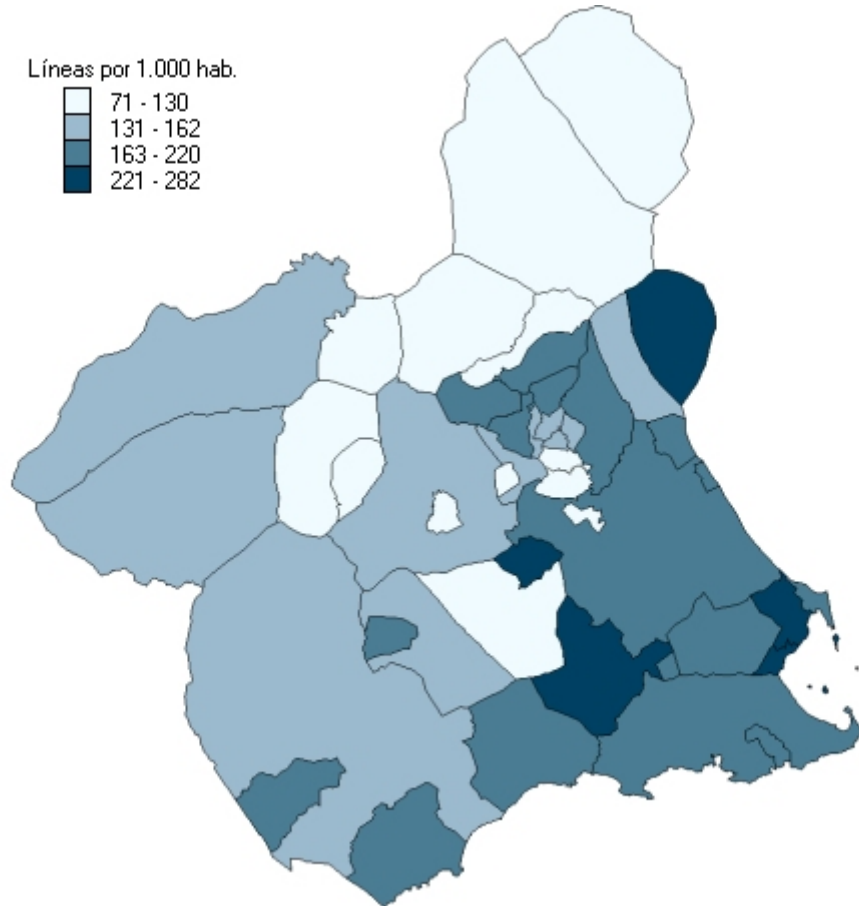 Líneas por 1.000 hab.
71 - 130
131 - 162
163 - 220
221 - 282